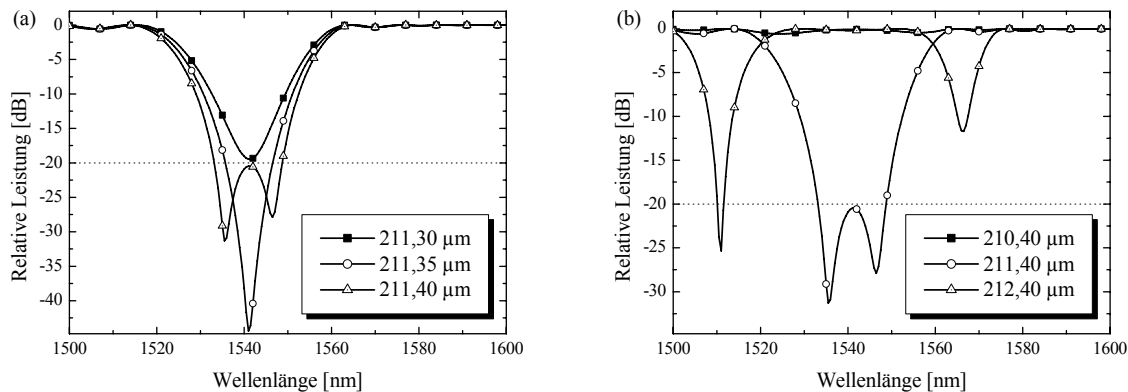 (a)
0
-5
-10
-15
-20
-25
-30
-35
-40
Relative Leistung [dB]
211,30 µm
211,35 µm
211,40 µm
1500 1520 1540 1560 1580 1600
Wellenlänge [nm]
(b)
0
-5
-10
-15
-20
-25
-30
Relative Leistung [dB]
210,40 µm
211,40 µm
212,40 µm
1500 1520 1540 1560 1580 1600
Wellenlänge [nm]